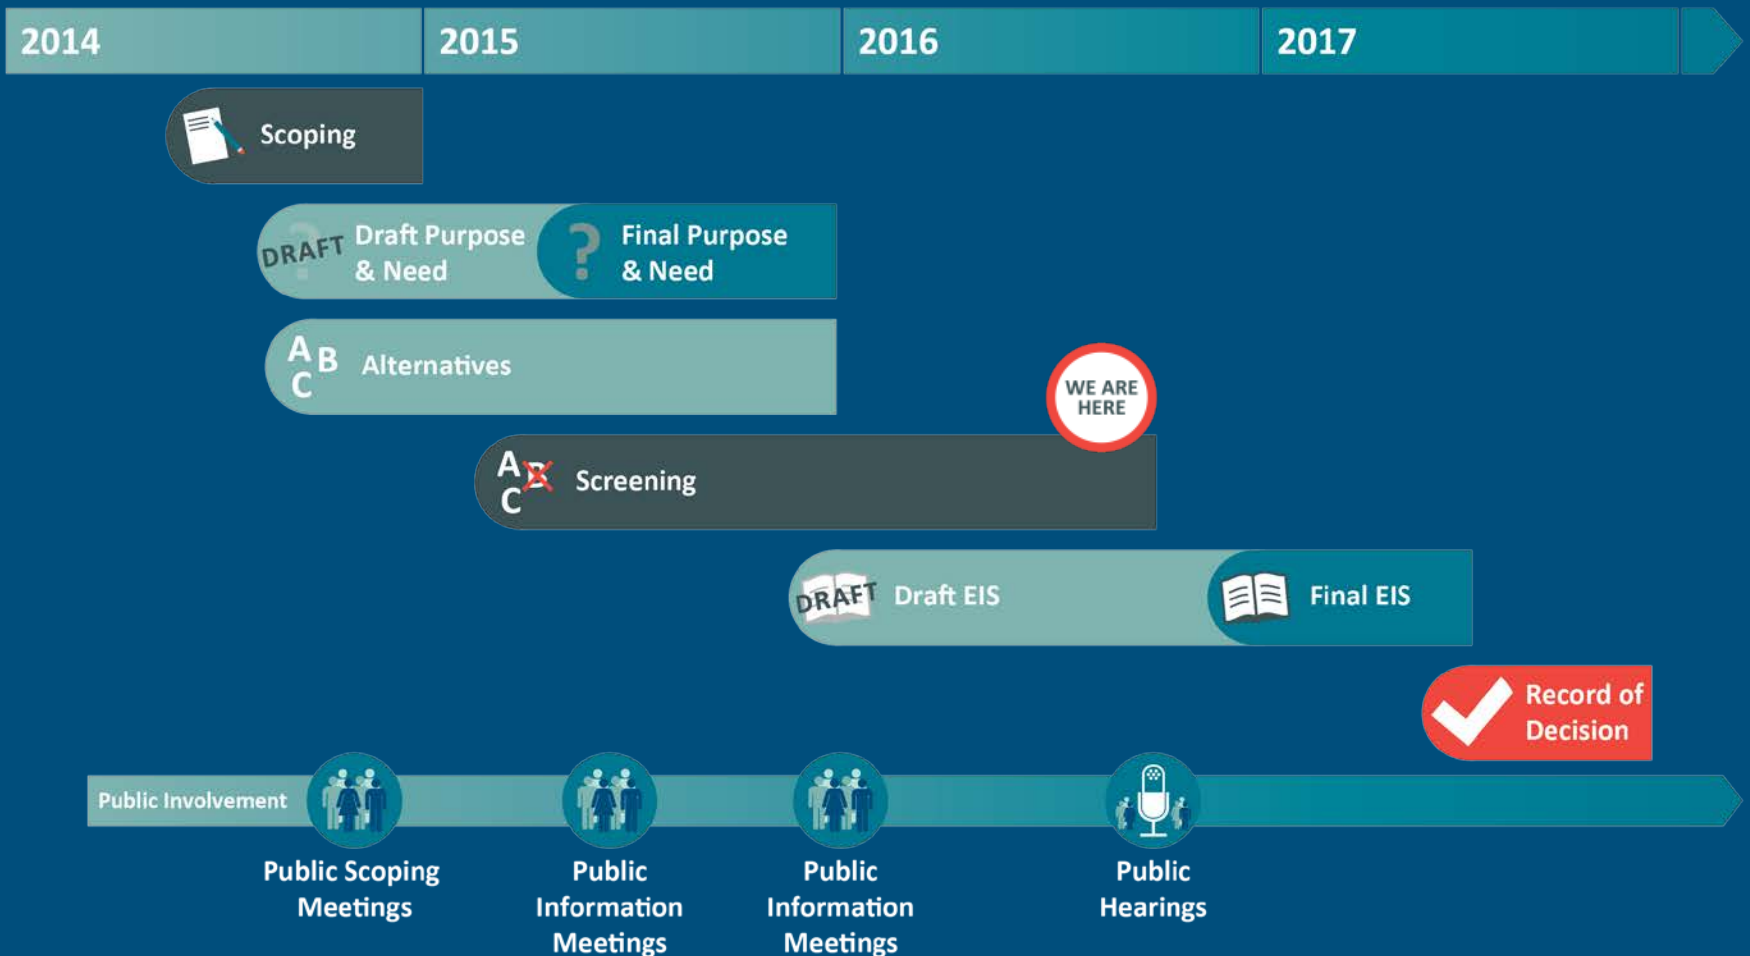 2014
2015
2016
2017
Scoping
DRAFT
Draft Purpose
& Need
?
Final Purpose
& Need
A B
C
Alternatives
WE ARE
HERE
A B
C
Screening
DRAFT
Draft EIS
Final EIS
Record of
Decision
Public Involvement
Public Scoping
Meetings
Public
Information
Meetings
Public
Information
Meetings
Public
Hearings